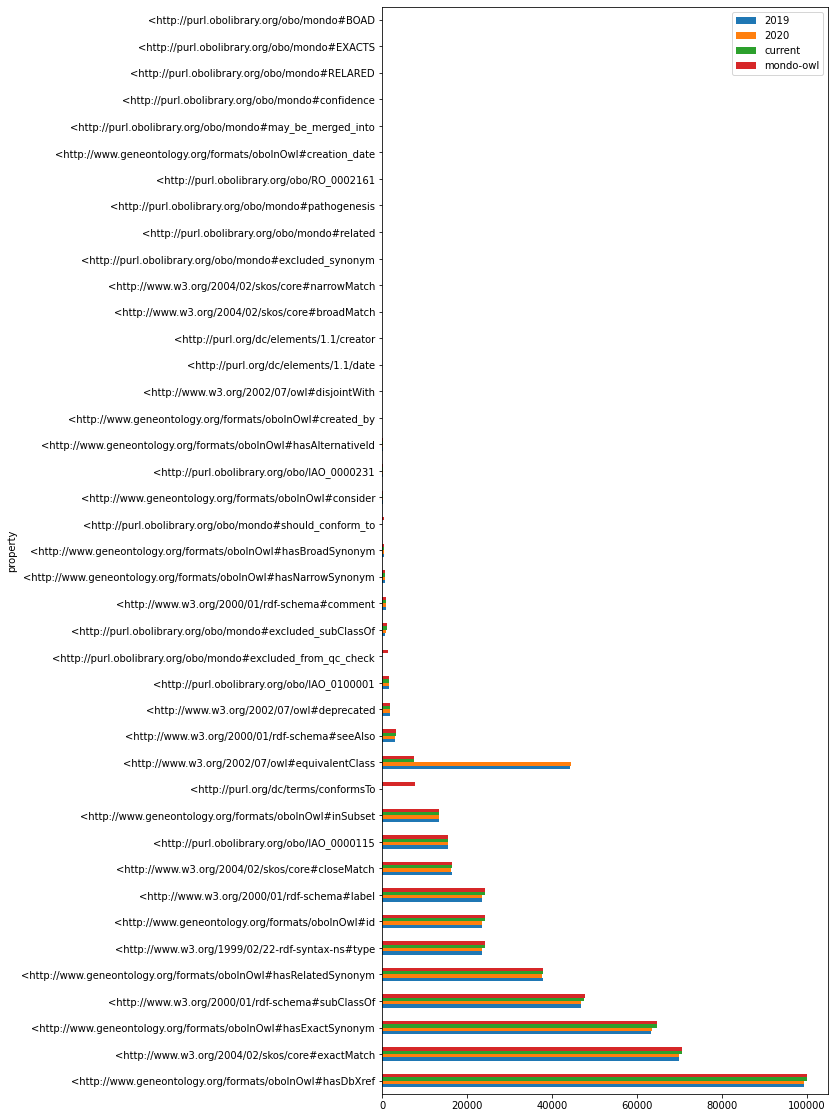 <http://purl.obolibrary.org/obo/mondo#BOAD
<http://purl.obolibrary.org/obo/mondo#EXACTS
<http://purl.obolibrary.org/obo/mondo#RELARED
<http://purl.obolibrary.org/obo/mondo#confidence
<http://purl.obolibrary.org/obo/mondo#may_be_merged_into
<http://www.geneontology.org/formats/oboInOwl#creation_date
<http://purl.obolibrary.org/obo/RO_0002161
<http://purl.obolibrary.org/obo/mondo#pathogenesis
<http://purl.obolibrary.org/obo/mondo#related
<http://purl.obolibrary.org/obo/mondo#excluded_synonym
<http://www.w3.org/2004/02/skos/core#narrowMatch
<http://www.w3.org/2004/02/skos/core#broadMatch
<http://purl.org/dc/elements/1.1/creator
<http://purl.org/dc/elements/1.1/date
<http://www.w3.org/2002/07/owl#disjointWith
<http://www.geneontology.org/formats/oboInOwl#created_by
<http://www.geneontology.org/formats/oboInOwl#hasAlternativeId
<http://purl.obolibrary.org/obo/IAO_0000231
<http://www.geneontology.org/formats/oboInOwl#consider
<http://purl.obolibrary.org/obo/mondo#should_conform_to
<http://www.geneontology.org/formats/oboInOwl#hasBroadSynonym
<http://www.geneontology.org/formats/oboInOwl#hasNarrowSynonym
<http://www.w3.org/2000/01/rdf-schema#comment
<http://purl.obolibrary.org/obo/mondo#excluded_subClassOf
<http://purl.obolibrary.org/obo/mondo#excluded_from_qc_check
<http://purl.obolibrary.org/obo/IAO_0100001
<http://www.w3.org/2002/07/owl#deprecated
<http://www.w3.org/2000/01/rdf-schema#seeAlso
<http://www.w3.org/2002/07/owl#equivalentClass
<http://purl.org/dc/terms/conformsTo
<http://www.geneontology.org/formats/oboInOwl#inSubset
<http://purl.obolibrary.org/obo/IAO_0000115
<http://www.w3.org/2004/02/skos/core#closeMatch
<http://www.w3.org/2000/01/rdf-schema#label
<http://www.geneontology.org/formats/oboInOwl#id
<http://www.w3.org/1999/02/22-rdf-syntax-ns#type
<http://www.geneontology.org/formats/oboInOwl#hasRelatedSynonym
<http://www.w3.org/2000/01/rdf-schema#subClassOf
<http://www.geneontology.org/formats/oboInOwl#hasExactSynonym
<http://www.w3.org/2004/02/skos/core#exactMatch
<http://www.geneontology.org/formats/oboInOwl#hasDbXref
property
0
20000
40000
60000
80000
100000
2019
2020
current
mondo-owl